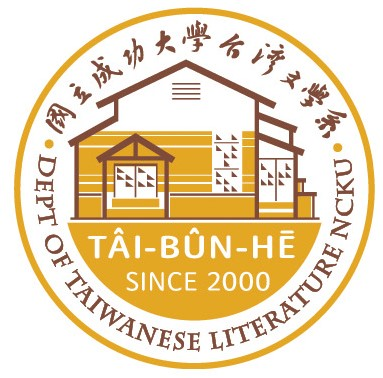 國立成功大學台灣文學系
TÂI-BÛN-HĒ
SINCE 2000
DEPT OF TAIWANESE LITERATURE NCKU